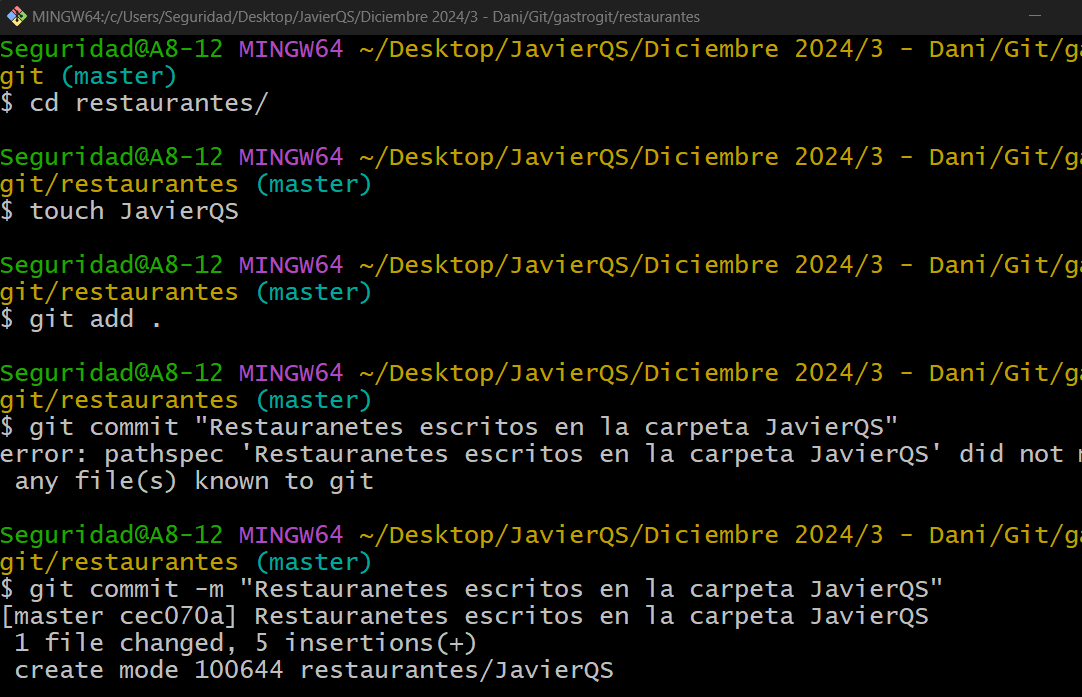 MINGW64:/c/Users/Seguridad/Desktop/JavierQS/Diciembre 2024/3 - Dani/Git/gastrogit/restaurantes
Seguridad@A8-12 MINGW64 ~/Desktop/JavierQS/Diciembre 2024/3 - Dani/Git/ga
git (master)
$ cd restaurantes/
Seguridad@A8-12 MINGW64 ~/Desktop/JavierQS/Diciembre 2024/3 - Dani/Git/ga
git/restaurantes (master)
$ touch JavierQS
Seguridad@A8-12 MINGW64 ~/Desktop/JavierQS/Diciembre 2024/3 - Dani/Git/ga
git/restaurantes (master)
$ git add .
Seguridad@A8-12 MINGW64 ~/Desktop/JavierQS/Diciembre 2024/3 - Dani/Git/ga
git/restaurantes (master)
$ git commit "Restauranetes escritos en la carpeta JavierQS"
error: pathspec 'Restauranetes escritos en la carpeta JavierQS' did not
any file(s) known to git
Seguridad@A8-12 MINGW64 ~/Desktop/JavierQS/Diciembre 2024/3 - Dani/Git/ga
git/restaurantes (master)
$ git commit -m "Restauranetes escritos en la carpeta JavierQS"
[master cec070a] Restauranetes escritos en la carpeta JavierQS
1 file changed, 5 insertions(+)
create mode 100644 restaurantes/JavierQS